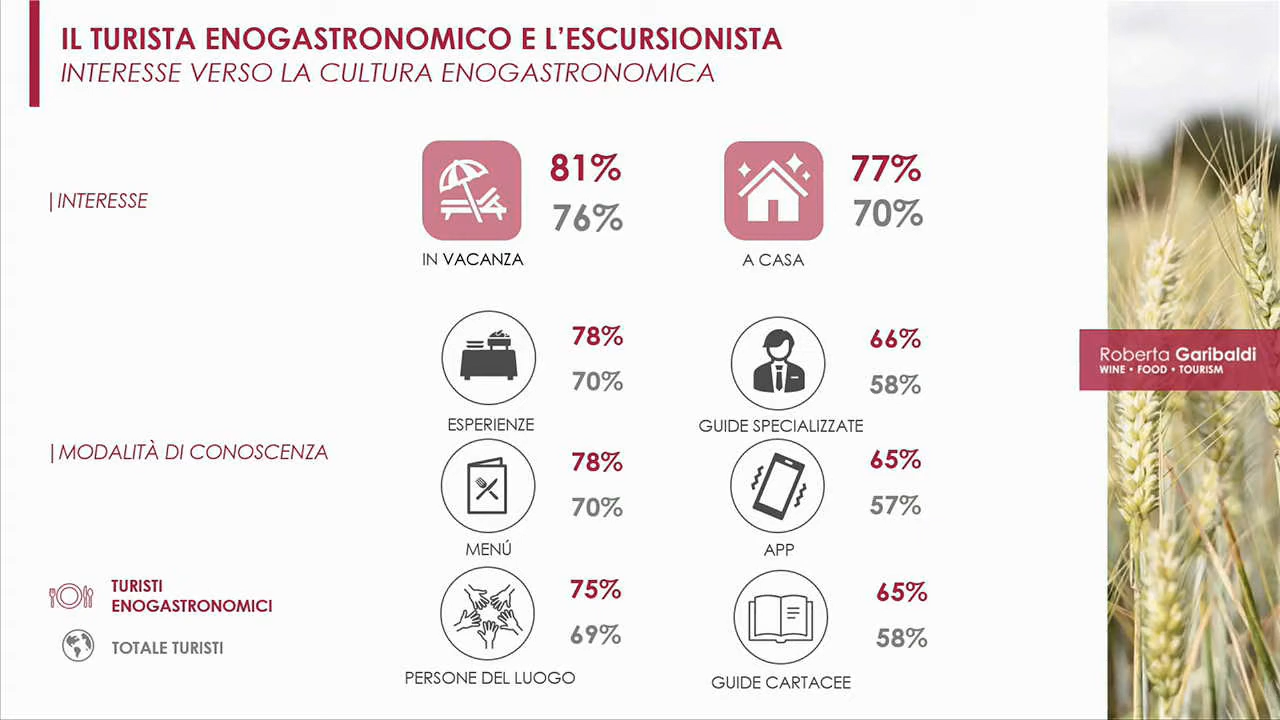 IL TURISTA ENOGASTRONOMICO E L'ESCURSIONISTA
INTERESSE VERSO LA CULTURA ENOGASTRONOMICA
|INTERESSE
81%
76%
IN VACANZA
77%
70%
A CASA
|MODALITÀ DI CONOSCENZA
78%
70%
ESPERIENZE
66%
58%
GUIDE SPECIALIZZATE
78%
70%
MENÚ
65%
57%
APP
75%
69%
PERSONE DEL LUOGO
65%
58%
GUIDE CARTACEE
TURISTI
ENOGASTRONOMICI
TOTALE TURISTI
Roberta Garibaldi
WINE • FOOD • TOURISM